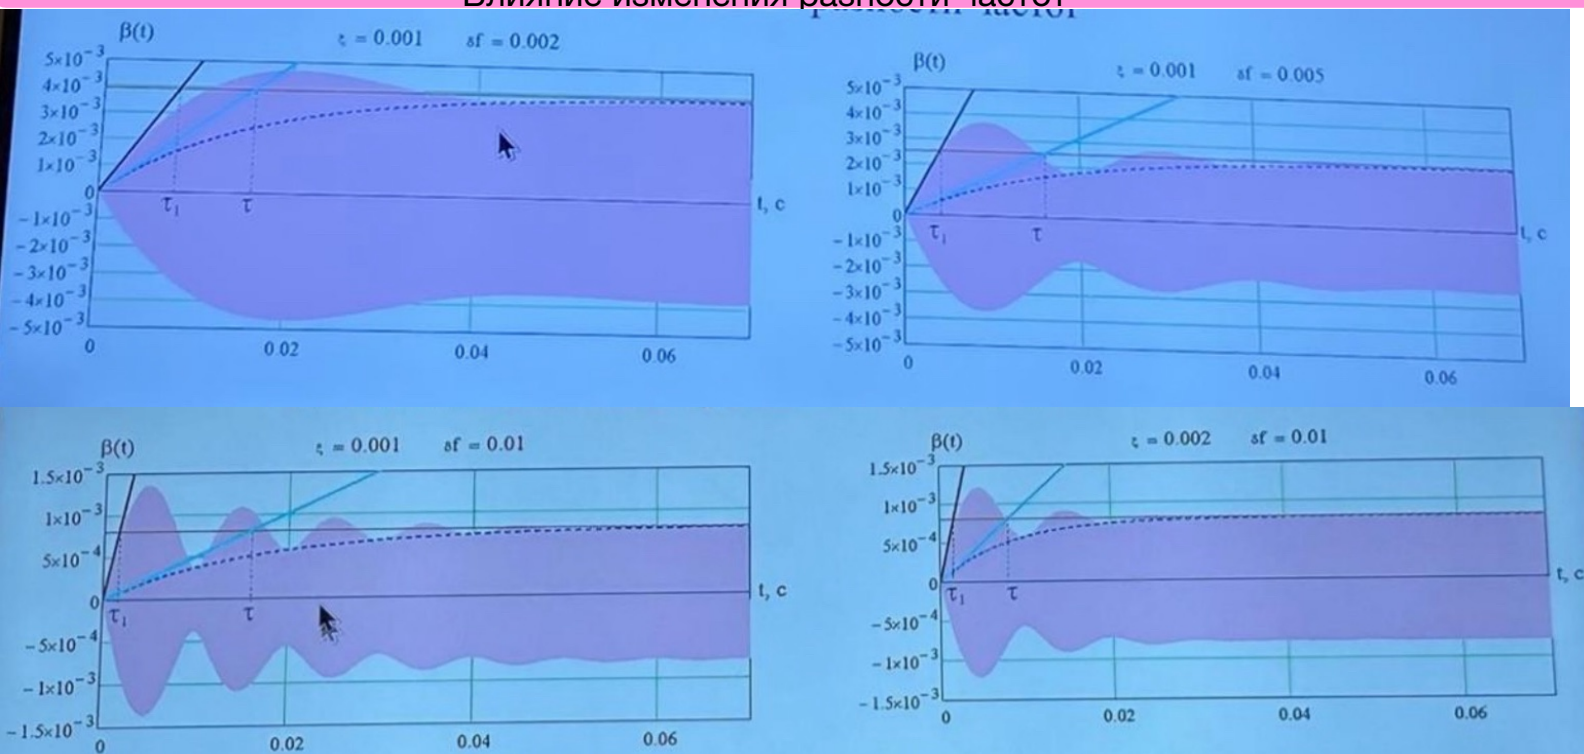 Влияние изменения разности частот
разности частот
β(t)
ξ = 0.001 δf = 0.002
5×10⁻³
4×10⁻³
3×10⁻³
2×10⁻³
1×10⁻³
0
−1×10⁻³
−2×10⁻³
−3×10⁻³
−4×10⁻³
−5×10⁻³
τ₁ τ
t, с
0 0.02 0.04 0.06
β(t)
ξ = 0.001 δf = 0.005
5×10⁻³
4×10⁻³
3×10⁻³
2×10⁻³
1×10⁻³
0
−1×10⁻³
−2×10⁻³
−3×10⁻³
−4×10⁻³
−5×10⁻³
τ₁ τ
t, с
0 0.02 0.04 0.06
β(t)
ξ = 0.001 δf = 0.01
1.5×10⁻³
1×10⁻³
5×10⁻⁴
0
−5×10⁻⁴
−1×10⁻³
−1.5×10⁻³
τ₁ τ
t, с
0 0.02 0.04 0.06
β(t)
ξ = 0.002 δf = 0.01
1.5×10⁻³
1×10⁻³
5×10⁻⁴
0
−5×10⁻⁴
−1×10⁻³
−1.5×10⁻³
τ₁ τ
t, с
0 0.02 0.04 0.06